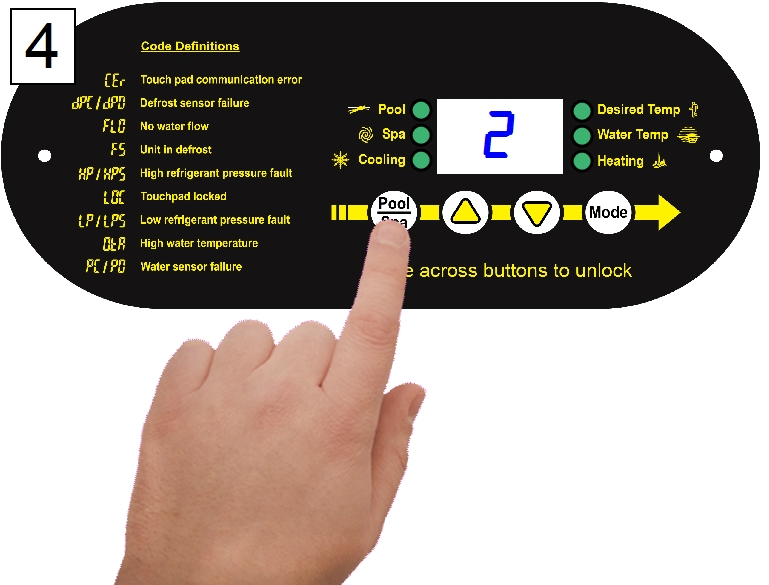 4
Code Definitions
CEr Touch pad communication error
dPC/dPO Defrost sensor failure
FLO No water flow
FS Unit in defrost
HP/HPS High refrigerant pressure fault
LOC Touchpad locked
LP/LPS Low refrigerant pressure fault
OtA High water temperature
PC/PO Water sensor failure
Pool
Spa
Cooling
2
Desired Temp
Water Temp
Heating
Pool
Spa
Mode
across buttons to unlock